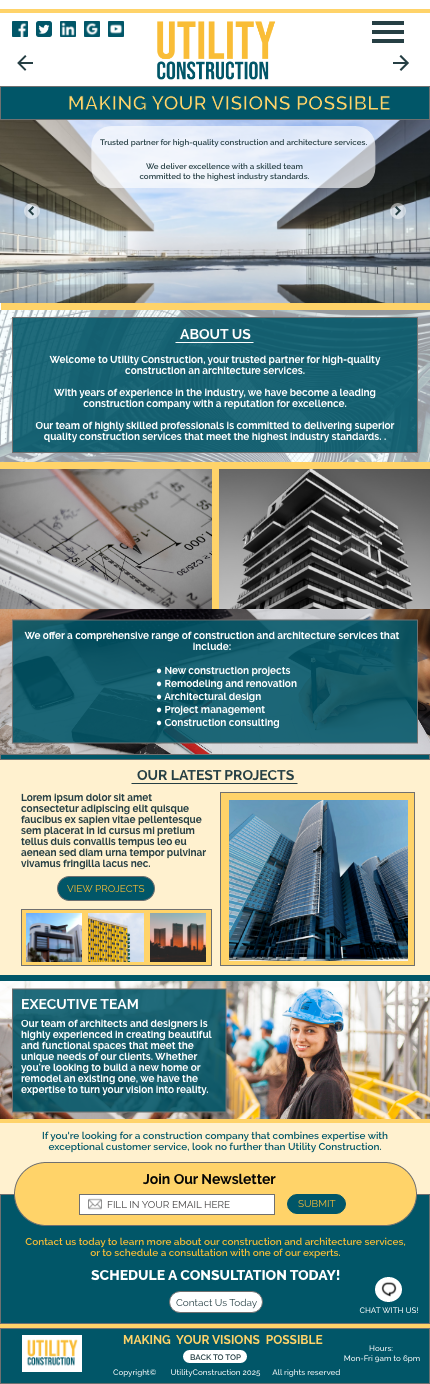 UTILITY
CONSTRUCTION
MAKING YOUR VISIONS POSSIBLE
Trusted partner for high-quality construction and architecture services.
We deliver excellence with a skilled team
committed to the highest industry standards.
ABOUT US
Welcome to Utility Construction, your trusted partner for high-quality
construction an architecture services.
With years of experience in the industry, we have become a leading
construction company with a reputation for excellence.
Our team of highly skilled professionals is committed to delivering superior
quality construction services that meet the highest industry standards. .
We offer a comprehensive range of construction and architecture services that
include:
● New construction projects
● Remodeling and renovation
● Architectural design
● Project management
● Construction consulting
OUR LATEST PROJECTS
Lorem ipsum dolor sit amet
consectetur adipiscing elit quisque
faucibus ex sapien vitae pellentesque
sem placerat in id cursus mi pretium
tellus duis convallis tempus leo eu
aenean sed diam urna tempor pulvinar
vivamus fringilla lacus nec.
VIEW PROJECTS
EXECUTIVE TEAM
Our team of architects and designers is
highly experienced in creating beautiful
and functional spaces that meet the
unique needs of our clients. Whether
you're looking to build a new home or
remodel an existing one, we have the
expertise to turn your vision into reality.
If you're looking for a construction company that combines expertise with
exceptional customer service, look no further than Utility Construction.
Join Our Newsletter
FILL IN YOUR EMAIL HERE
SUBMIT
Contact us today to learn more about our construction and architecture services,
or to schedule a consultation with one of our experts.
SCHEDULE A CONSULTATION TODAY!
Contact Us Today
CHAT WITH US!
UTILITY
CONSTRUCTION
MAKING YOUR VISIONS POSSIBLE
BACK TO TOP
Copyright© UtilityConstruction 2025 All rights reserved
Hours:
Mon-Fri 9am to 6pm